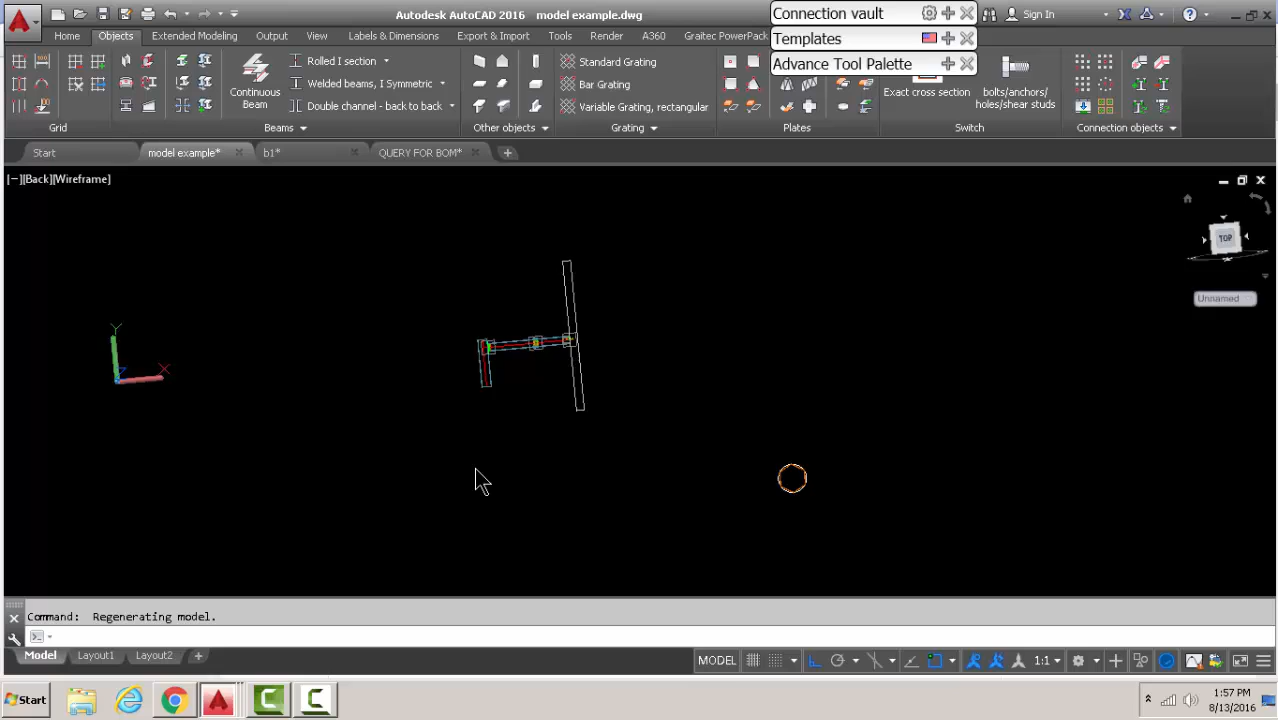 Autodesk AutoCAD 2016 model example.dwg
Sign In
Connection vault
Templates
Advance Tool Palette
Home Objects Extended Modeling Output View Labels & Dimensions Export & Import Tools Render A360 Graitec PowerPack
Continuous
Beam
Rolled I section
Welded beams, I Symmetric
Double channel - back to back
Standard Grating
Bar Grating
Variable Grating, rectangular
Exact cross section
bolts/anchors/
holes/shear studs
Grid Beams Other objects Grating Plates Switch Connection objects
Start model example* b1* QUERY FOR BOM*
[−][Back][Wireframe]
TOP
Unnamed
Y
X
Z
Command: Regenerating model.
Model Layout1 Layout2
MODEL 1:1
Start
1:57 PM
8/13/2016